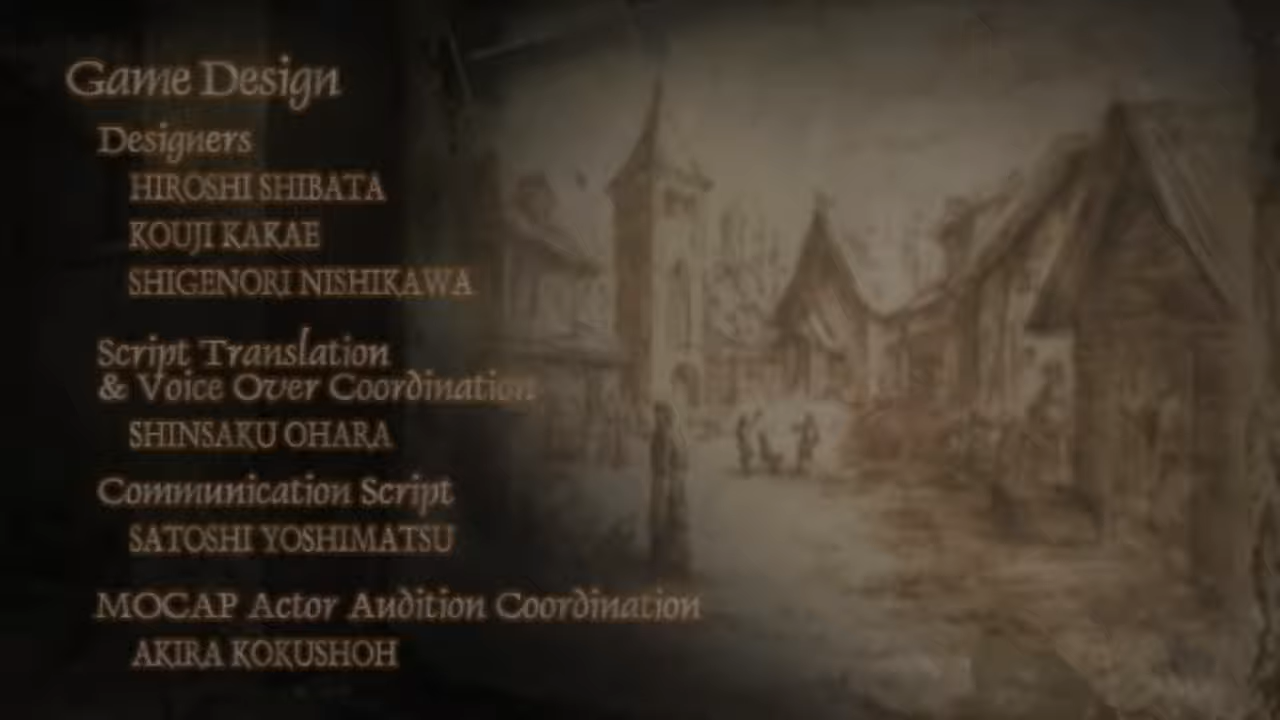 Game Design
Designers
HIROSHI SHIBATA
KOUJI KAKAE
SHIGENORI NISHIKAWA
Script Translation
& Voice Over Coordination
SHINSAKU OHARA
Communication Script
SATOSHI YOSHIMATSU
MOCAP Actor Audition Coordination
AKIRA KOKUSHOH